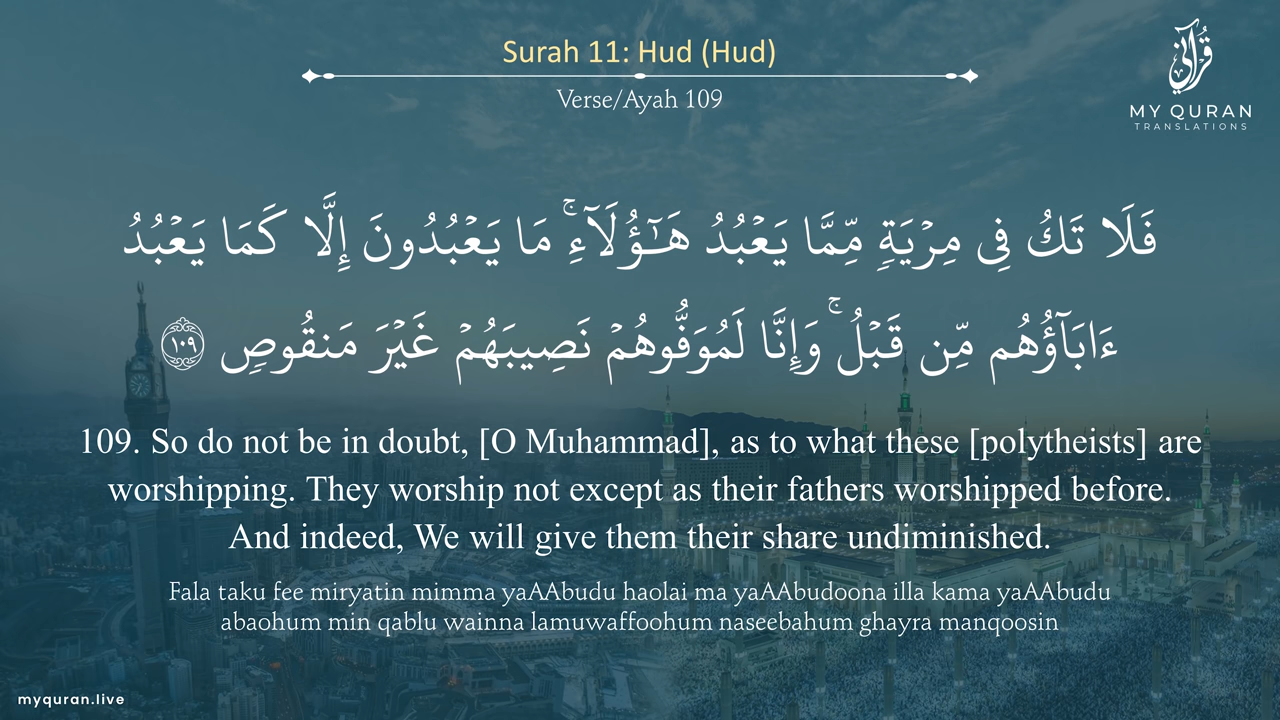 Surah 11: Hud (Hud)
Verse/Ayah 109
قرآني
MY QURAN
TRANSLATIONS
فَلَا تَكُ فِى مِرْيَةٍ مِّمَّا يَعْبُدُ هَـٰٓؤُلَآءِ ۚ مَا يَعْبُدُونَ إِلَّا كَمَا يَعْبُدُ
ءَابَآؤُهُم مِّن قَبْلُ ۚ وَإِنَّا لَمُوَفُّوهُمْ نَصِيبَهُمْ غَيْرَ مَنقُوصٍ ١٠٩
109. So do not be in doubt, [O Muhammad], as to what these [polytheists] are
worshipping. They worship not except as their fathers worshipped before.
And indeed, We will give them their share undiminished.
Fala taku fee miryatin mimma yaAAbudu haolai ma yaAAbudoona illa kama yaAAbudu
abaohum min qablu wainna lamuwaffoohum naseebahum ghayra manqoosin
myquran.live